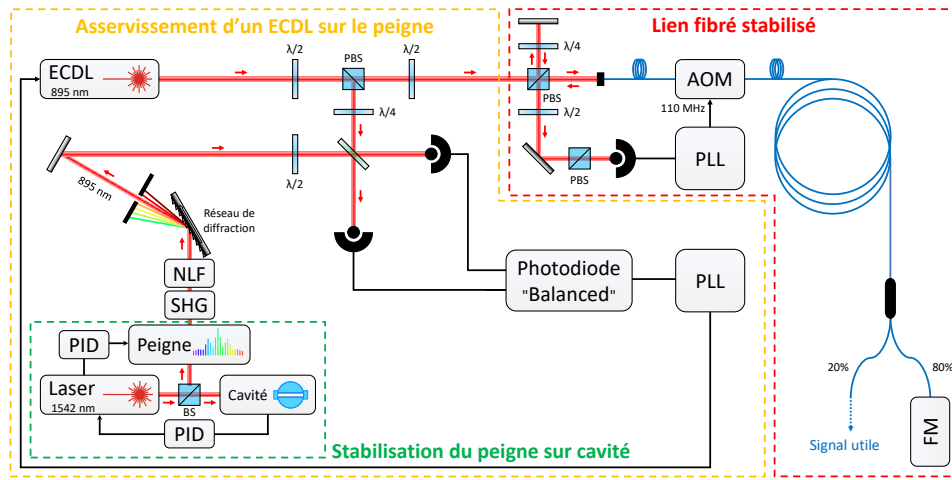 Asservissement d'un ECDL sur le peigne
Lien fibré stabilisé
ECDL
895 nm
λ/2
PBS
λ/2
λ/4
λ/4
PBS
λ/2
PBS
AOM
110 MHz
PLL
λ/2
895 nm
Réseau de
diffraction
NLF
SHG
Photodiode
"Balanced"
PLL
PID
Peigne
Laser
1542 nm
BS
Cavité
PID
Stabilisation du peigne sur cavité
20%
80%
Signal utile
FM